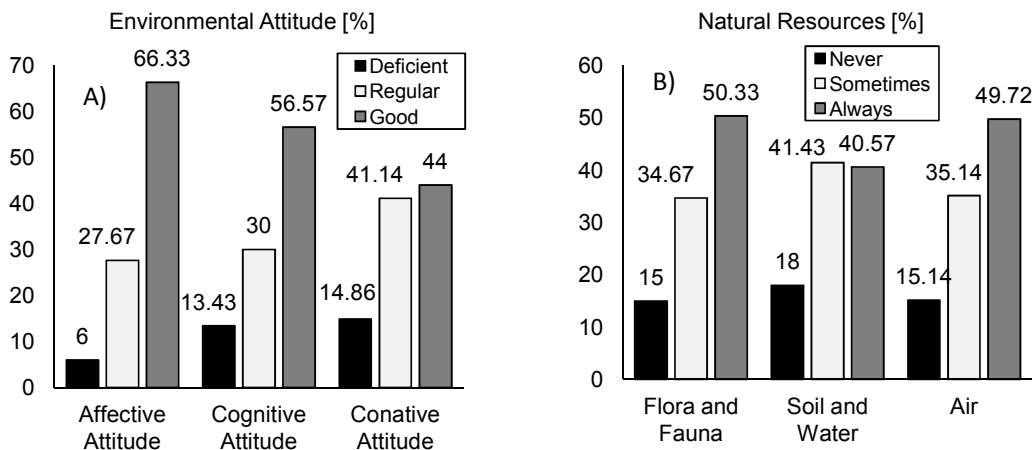 Environmental Attitude [%]
A)
Deficient
Regular
Good
70
60
50
40
30
20
10
0
6
27.67
66.33
13.43
30
56.57
14.86
41.14
44
Affective
Attitude
Cognitive
Attitude
Conative
Attitude
Natural Resources [%]
B)
Never
Sometimes
Always
60
50
40
30
20
10
0
15
34.67
50.33
18
41.43
40.57
15.14
35.14
49.72
Flora and
Fauna
Soil and
Water
Air